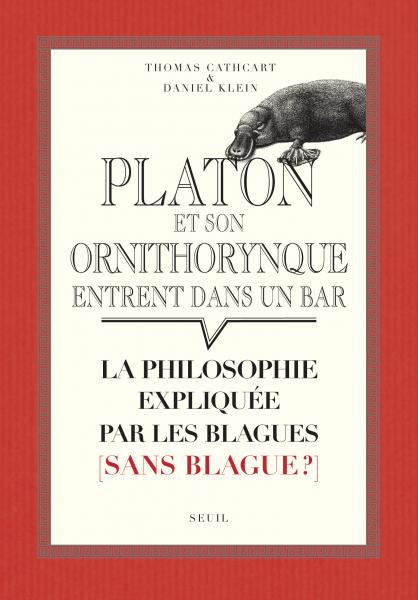 THOMAS CATHCART
&
DANIEL KLEIN
PLATON
ET SON
ORNITHORYNQUE
ENTRENT DANS UN BAR
LA PHILOSOPHIE
EXPLIQUÉE
PAR LES BLAGUES
[SANS BLAGUE?]
SEUIL